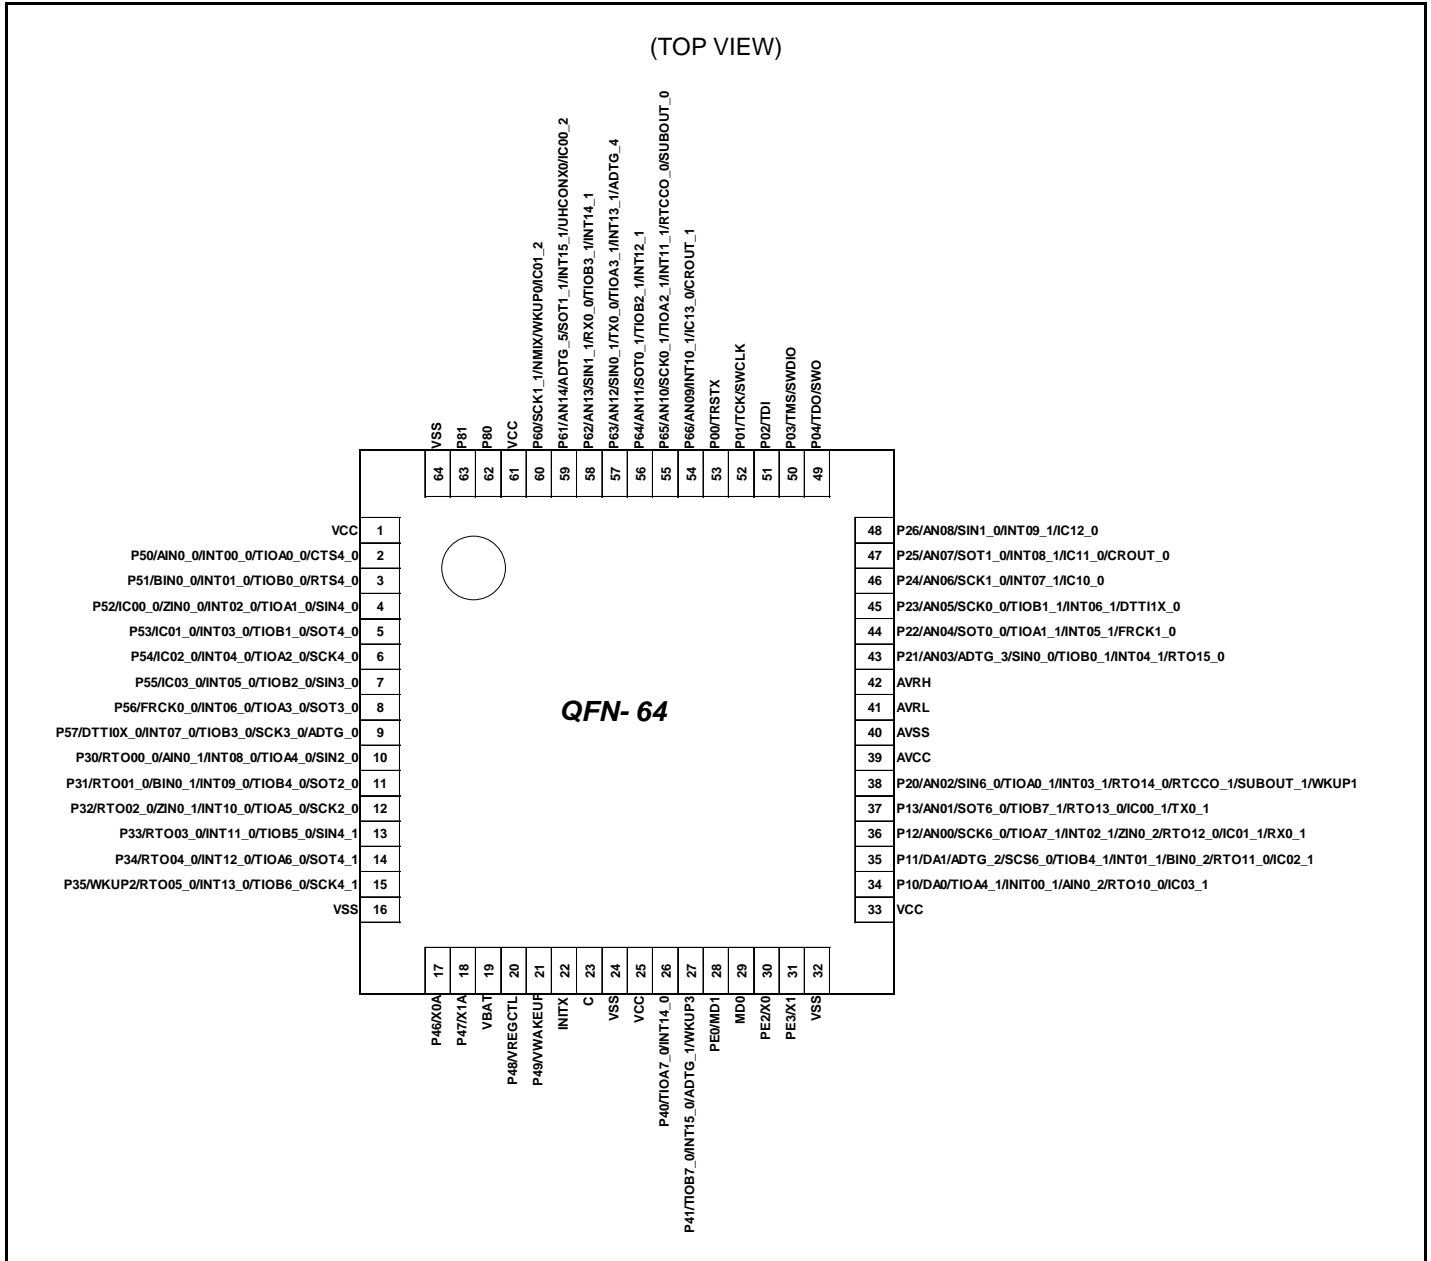 (TOP VIEW)
VSS
P81
P80
VCC
P60/SCK1_1/NMIX/WKUP0/IC01_2
P61/AN14/ADTG_5/SOT1_1/INT15_1/UHCONX0/IC00_2
P62/AN13/SIN1_1/RX0_0/TIOB3_1/INT14_1
P63/AN12/SIN0_1/TX0_0/TIOA3_1/INT13_1/ADTG_4
P64/AN11/SOT0_1/TIOB2_1/INT12_1
P65/AN10/SCK0_1/TIOA2_1/INT11_1/RTCCO_0/SUBOUT_0
P66/AN09/INT10_1/IC13_0/CROUT_1
P00/TRSTX
P01/TCK/SWCLK
P02/TDI
P03/TMS/SWDIO
P04/TDO/SWO
64
63
62
61
60
59
58
57
56
55
54
53
52
51
50
49
VCC 1
P50/AIN0_0/INT00_0/TIOA0_0/CTS4_0 2
P51/BIN0_0/INT01_0/TIOB0_0/RTS4_0 3
P52/IC00_0/ZIN0_0/INT02_0/TIOA1_0/SIN4_0 4
P53/IC01_0/INT03_0/TIOB1_0/SOT4_0 5
P54/IC02_0/INT04_0/TIOA2_0/SCK4_0 6
P55/IC03_0/INT05_0/TIOB2_0/SIN3_0 7
P56/FRCK0_0/INT06_0/TIOA3_0/SOT3_0 8
P57/DTTI0X_0/INT07_0/TIOB3_0/SCK3_0/ADTG_0 9
P30/RTO00_0/AIN0_1/INT08_0/TIOA4_0/SIN2_0 10
P31/RTO01_0/BIN0_1/INT09_0/TIOB4_0/SOT2_0 11
P32/RTO02_0/ZIN0_1/INT10_0/TIOA5_0/SCK2_0 12
P33/RTO03_0/INT11_0/TIOB5_0/SIN4_1 13
P34/RTO04_0/INT12_0/TIOA6_0/SOT4_1 14
P35/WKUP2/RTO05_0/INT13_0/TIOB6_0/SCK4_1 15
VSS 16
QFN- 64
48 P26/AN08/SIN1_0/INT09_1/IC12_0
47 P25/AN07/SOT1_0/INT08_1/IC11_0/CROUT_0
46 P24/AN06/SCK1_0/INT07_1/IC10_0
45 P23/AN05/SCK0_0/TIOB1_1/INT06_1/DTTI1X_0
44 P22/AN04/SOT0_0/TIOA1_1/INT05_1/FRCK1_0
43 P21/AN03/ADTG_3/SIN0_0/TIOB0_1/INT04_1/RTO15_0
42 AVRH
41 AVRL
40 AVSS
39 AVCC
38 P20/AN02/SIN6_0/TIOA0_1/INT03_1/RTO14_0/RTCCO_1/SUBOUT_1/WKUP1
37 P13/AN01/SOT6_0/TIOB7_1/RTO13_0/IC00_1/TX0_1
36 P12/AN00/SCK6_0/TIOA7_1/INT02_1/ZIN0_2/RTO12_0/IC01_1/RX0_1
35 P11/DA1/ADTG_2/SCS6_0/TIOB4_1/INT01_1/BIN0_2/RTO11_0/IC02_1
34 P10/DA0/TIOA4_1/INIT00_1/AIN0_2/RTO10_0/IC03_1
33 VCC
17
18
19
20
21
22
23
24
25
26
27
28
29
30
31
32
P46/X0A
P47/X1A
VBAT
P48/VREGCTL
P49/VWAKEUP
INITX
C
VSS
VCC
P40/TIOA7_0/INT14_0
P41/TIOB7_0/INT15_0/ADTG_1/WKUP3
PE0/MD1
MD0
PE2/X0
PE3/X1
VSS